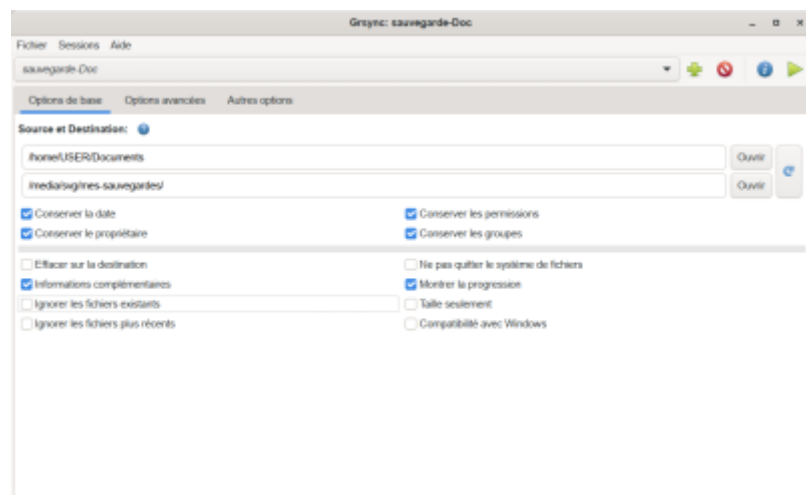 Grsync: sauvegarde-Doc
Fichier Sessions Aide
sauvegarde-Doc
Options de base Options avancées Autres options
Source et Destination:
/home/USER/Documents Ouvrir
/media/svg/mes-sauvegardes/ Ouvrir
Conserver la date Conserver les permissions
Conserver le propriétaire Conserver les groupes
Effacer sur la destination Ne pas quitter le système de fichiers
Informations complémentaires Montrer la progression
Ignorer les fichiers existants Taille seulement
Ignorer les fichiers plus récents Compatibilité avec Windows